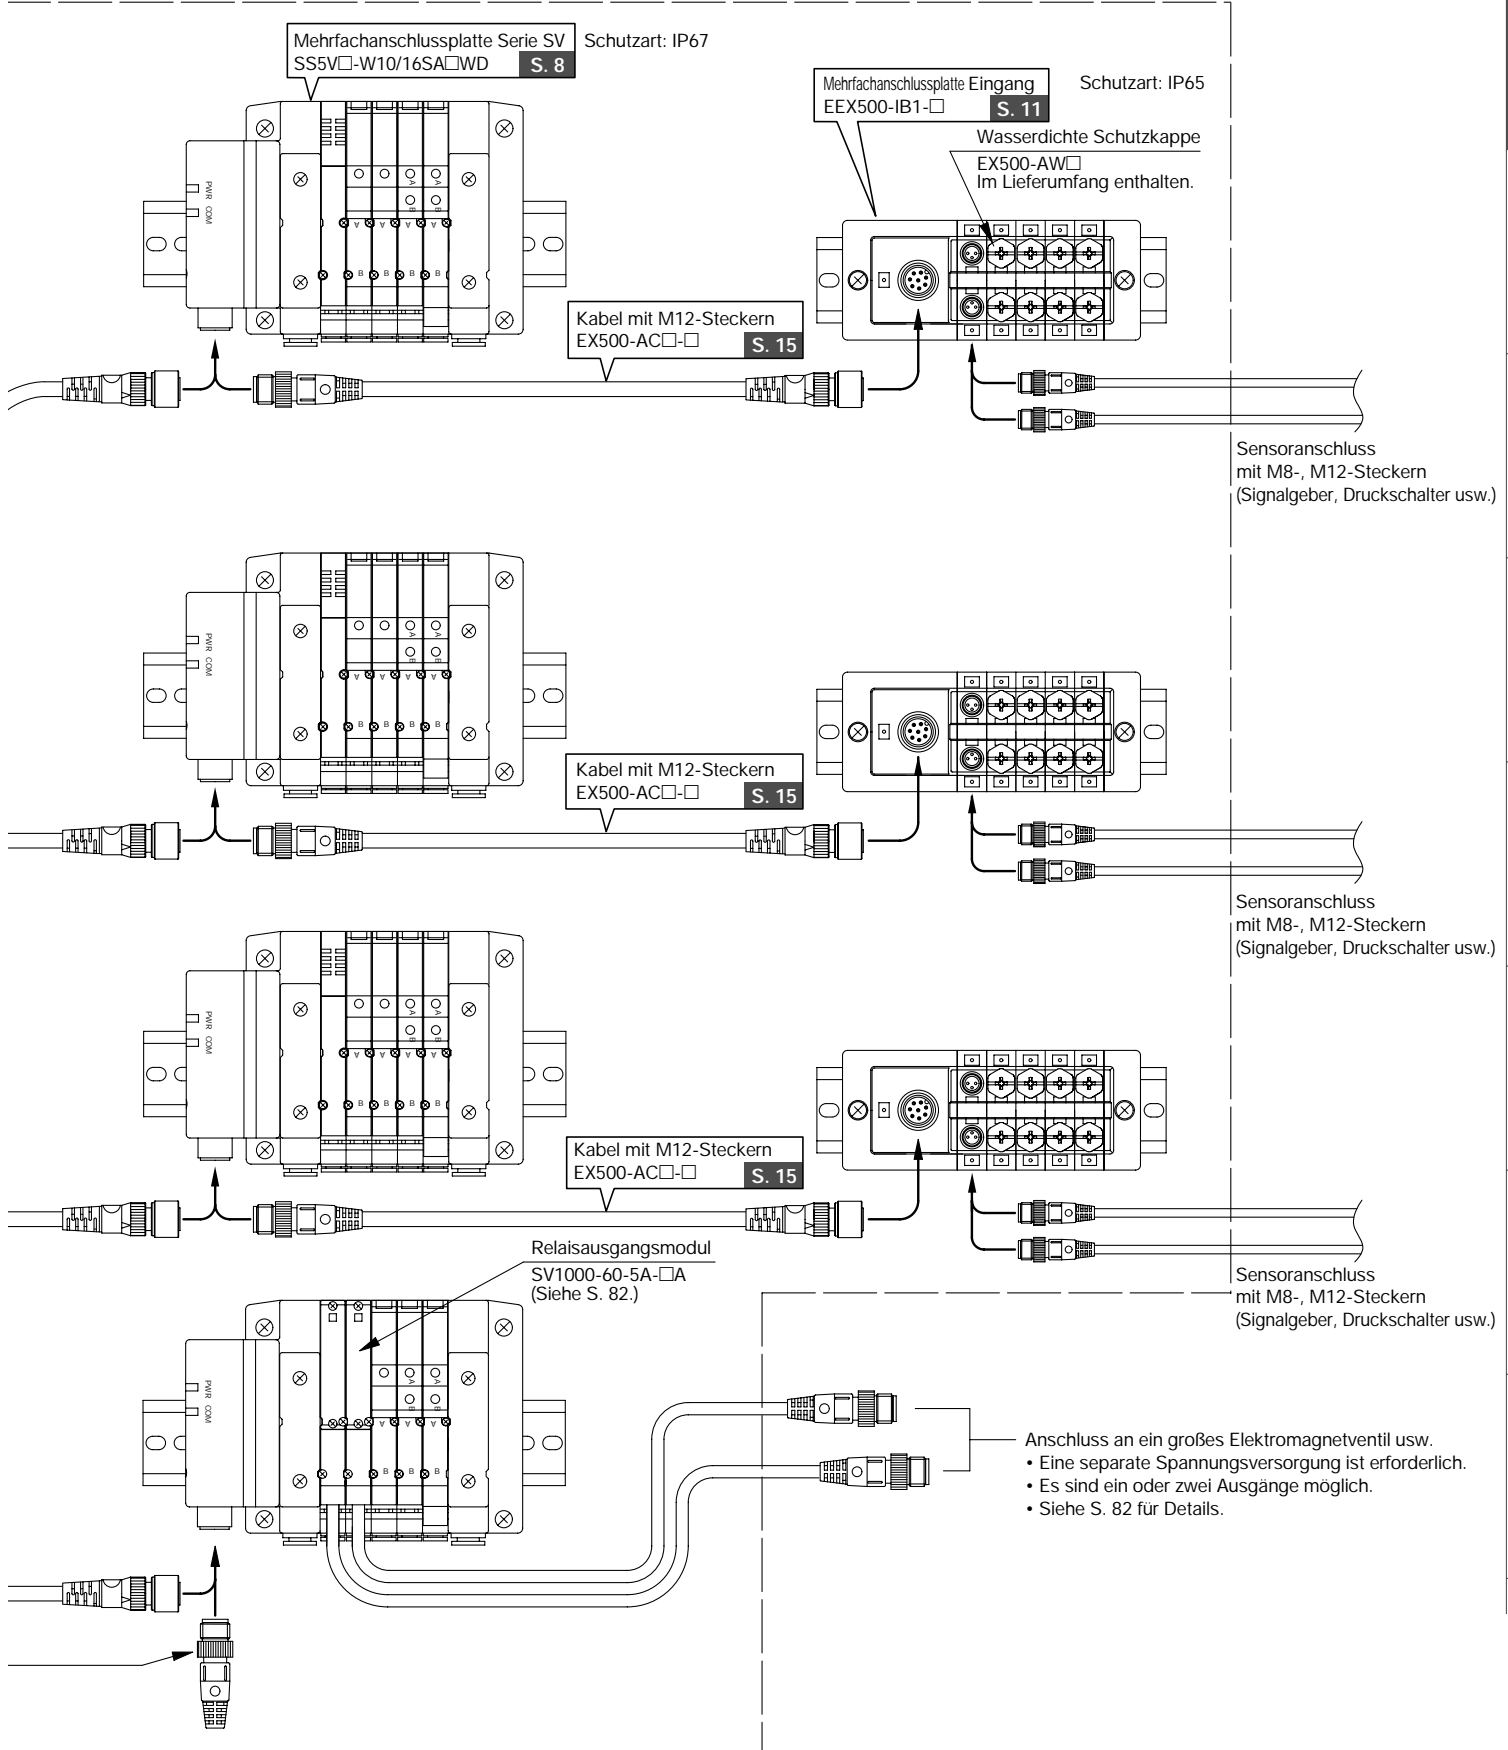 Mehrfachanschlussplatte Serie SV
SS5V□-W10/16SA□WD S. 8
Schutzart: IP67
Mehrfachanschlussplatte Eingang
EEX500-IB1-□ S. 11
Schutzart: IP65
Wasserdichte Schutzkappe
EX500-AW□
Im Lieferumfang enthalten.
PWR COM
A
A
B
B
A A A A
B B B B
Kabel mit M12-Steckern
EX500-AC□-□ S. 15
Sensoranschluss
mit M8-, M12-Steckern
(Signalgeber, Druckschalter usw.)
PWR COM
A
A
B
B
A A A A
B B B B
Kabel mit M12-Steckern
EX500-AC□-□ S. 15
Sensoranschluss
mit M8-, M12-Steckern
(Signalgeber, Druckschalter usw.)
PWR COM
A
A
B
B
A A A A
B B B B
Kabel mit M12-Steckern
EX500-AC□-□ S. 15
Sensoranschluss
mit M8-, M12-Steckern
(Signalgeber, Druckschalter usw.)
Relaisausgangsmodul
SV1000-60-5A-□A
(Siehe S. 82.)
PWR COM
A
A
B
B
A A A
B B B
Anschluss an ein großes Elektromagnetventil usw.
• Eine separate Spannungsversorgung ist erforderlich.
• Es sind ein oder zwei Ausgänge möglich.
• Siehe S. 82 für Details.